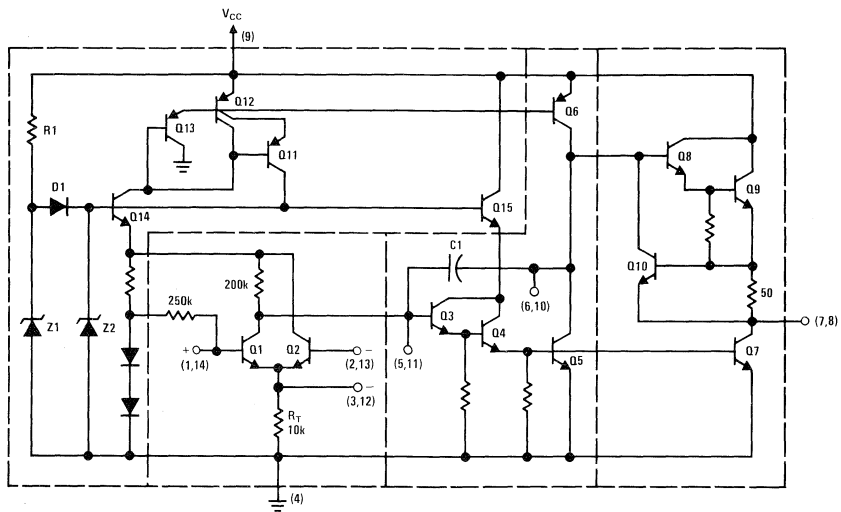 VCC
(9)
Q12
Q6
R1
Q13
Q11
Q8
Q9
D1
Q14
Q15
C1
Q10
200k
(6,10)
50
250k
Q3
Q4
(7,8)
Z1
Z2
+
(1,14)
Q1
Q2
−
(2,13)
(5,11)
Q5
Q7
−
(3,12)
RT
10k
(4)